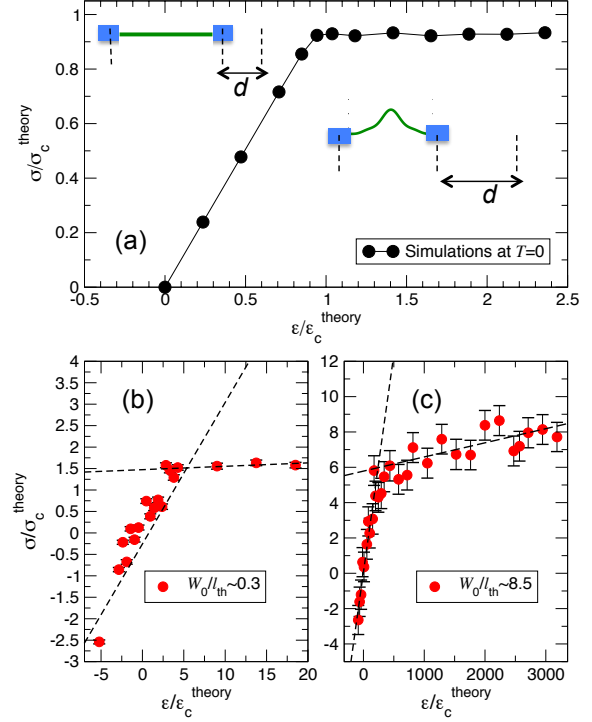 1
0.8
0.6
0.4
0.2
0
σ/σ_c^theory
d
d
(a)
Simulations at T=0
-0.5 0 0.5 1 1.5 2 2.5
ε/ε_c^theory
4
3.5
3
2.5
2
1.5
1
0.5
0
-0.5
-1
-1.5
-2
-2.5
-3
σ/σ_c^theory
(b)
W₀/l_th~0.3
-5 0 5 10 15 20
ε/ε_c^theory
12
10
8
6
4
2
0
-2
-4
(c)
W₀/l_th~8.5
0 1000 2000 3000
ε/ε_c^theory